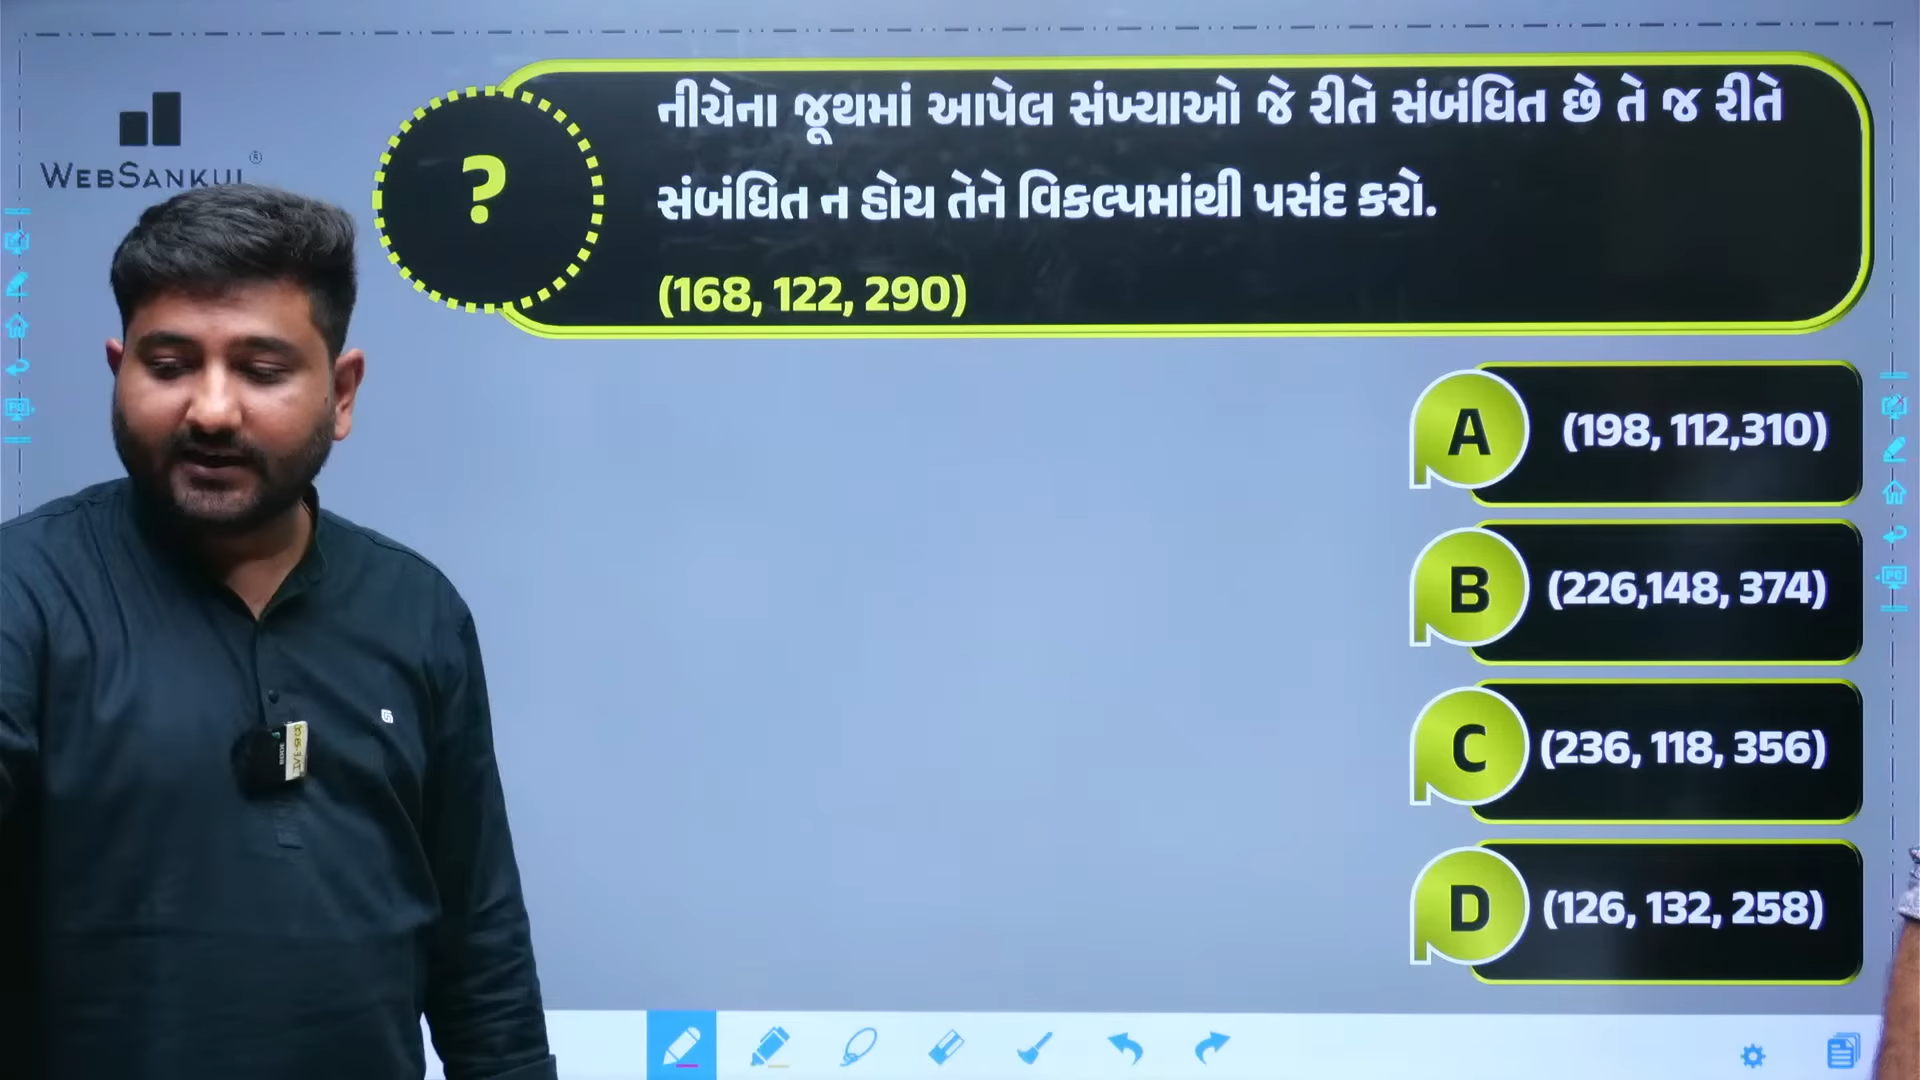 WEBSANKUL
®
?
નીચેના જૂથમાં આપેલ સંખ્યાઓ જે રીતે સંબંધિત છે તે જ રીતે
સંબંધિત ન હોય તેને વિકલ્પમાંથી પસંદ કરો.
(168, 122, 290)
A (198, 112,310)
B (226,148, 374)
C (236, 118, 356)
D (126, 132, 258)